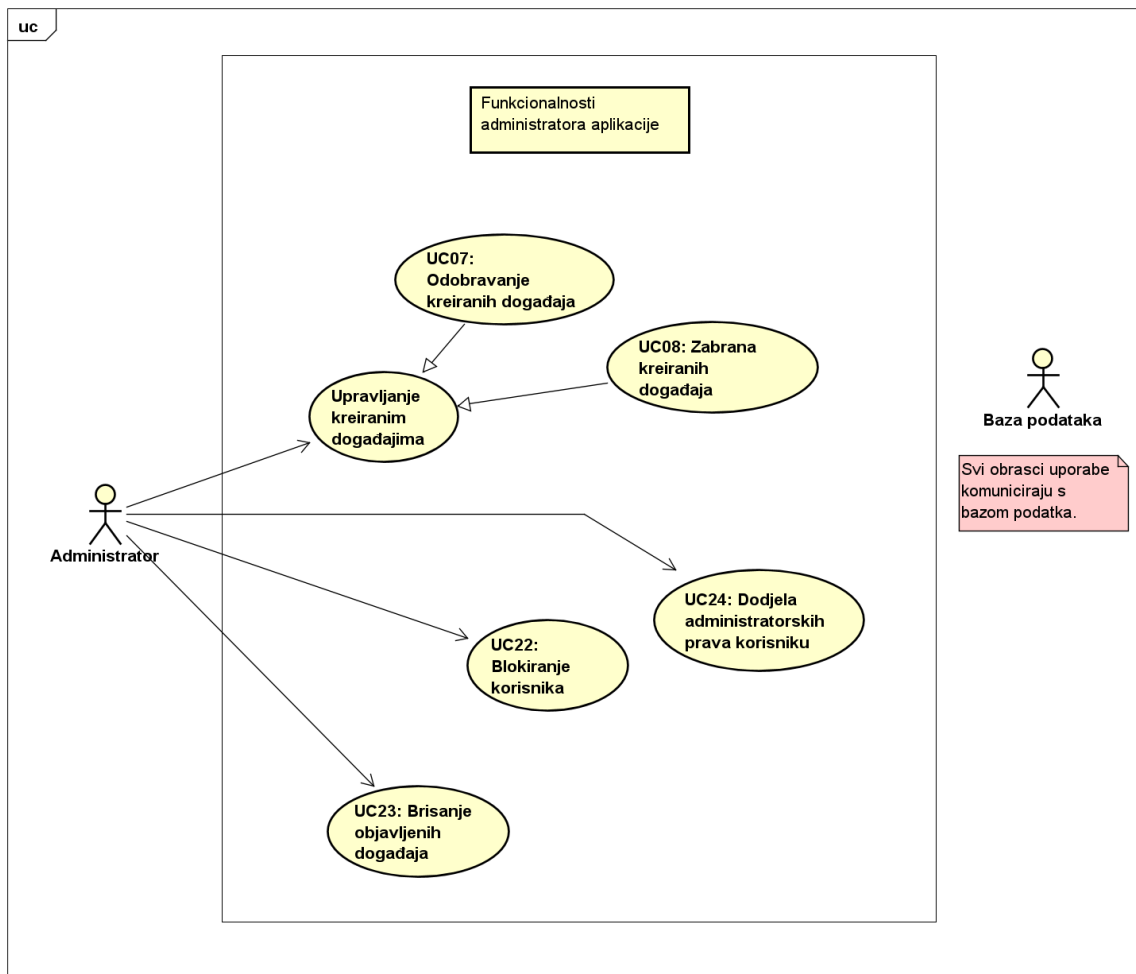 uc
Funkcionalnosti
administratora aplikacije
UC07:
Odobravanje
kreiranih događaja
UC08: Zabrana
kreiranih
događaja
Upravljanje
kreiranim
događajima
Baza podataka
Svi obrasci uporabe
komuniciraju s
bazom podatka.
Administrator
UC24: Dodjela
administratorskih
prava korisniku
UC22:
Blokiranje
korisnika
UC23: Brisanje
objavljenih
događaja